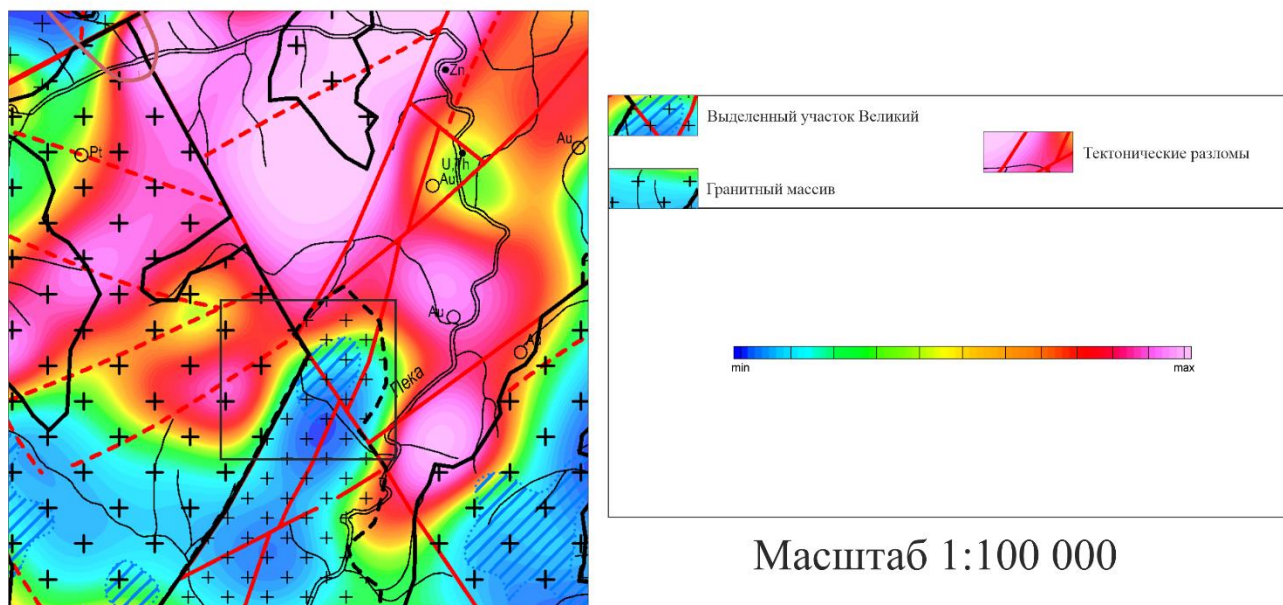 Zn
Pt
U,Th
Au
Au
Au
Au
Пека
Выделенный участок Великий
Тектонические разломы
Гранитный массив
min
max
Масштаб 1:100 000